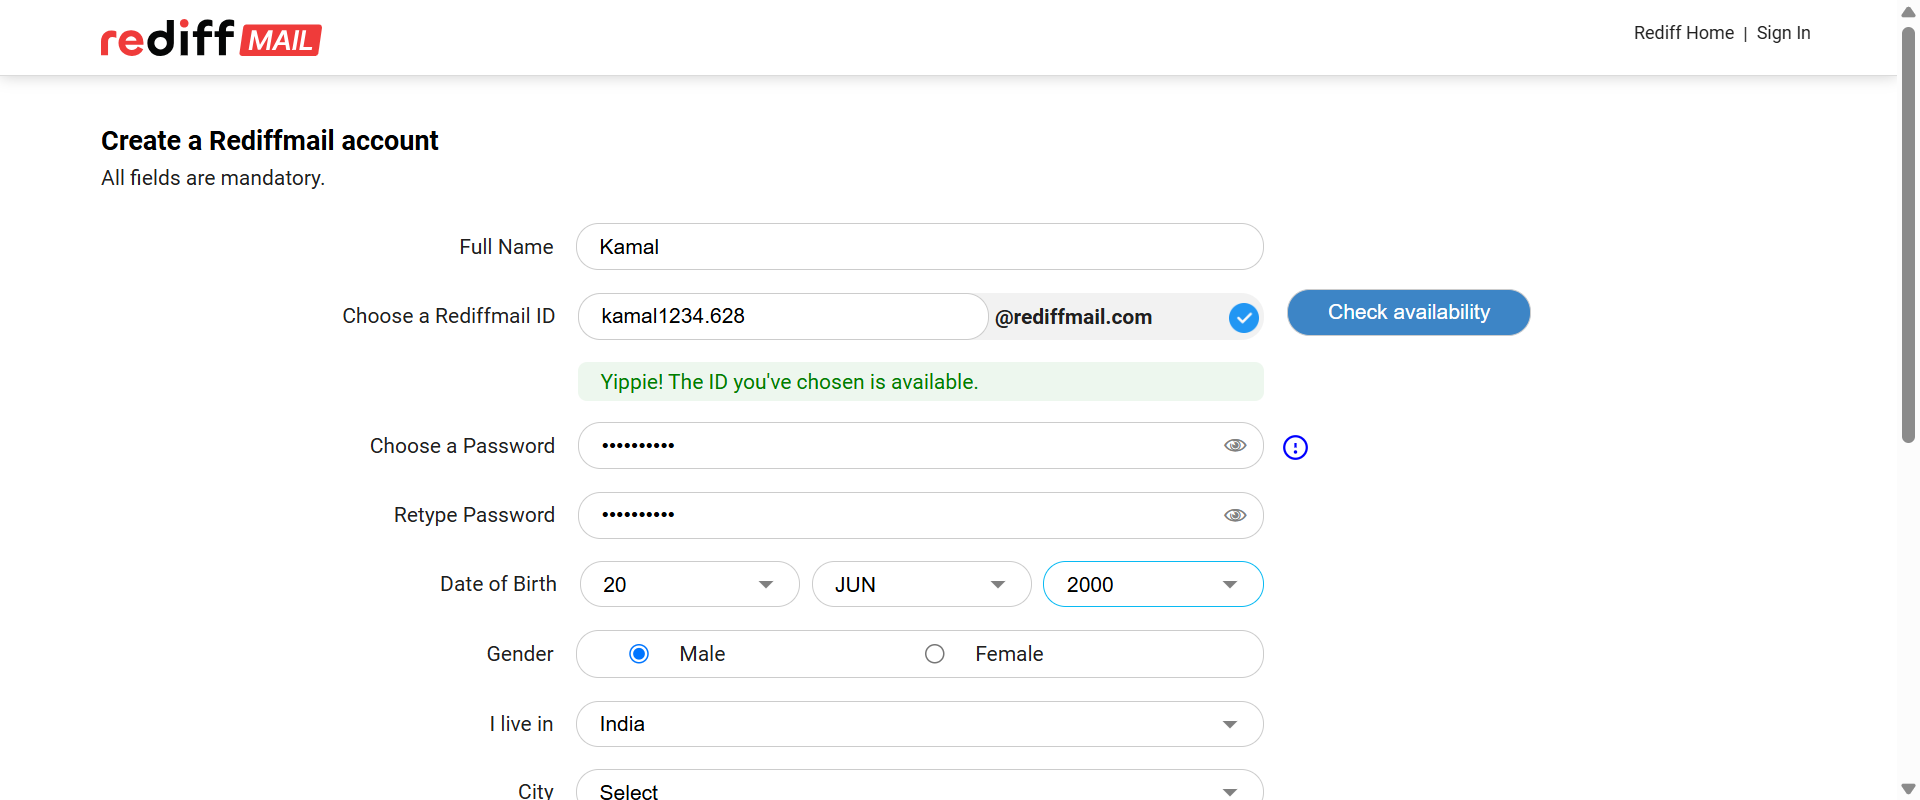 rediff MAIL
Rediff Home | Sign In
Create a Rediffmail account
All fields are mandatory.
Full Name Kamal
Choose a Rediffmail ID kamal1234.628 @rediffmail.com Check availability
Yippie! The ID you've chosen is available.
Choose a Password ••••••••••
Retype Password ••••••••••
Date of Birth 20 JUN 2000
Gender Male Female
I live in India
City Select